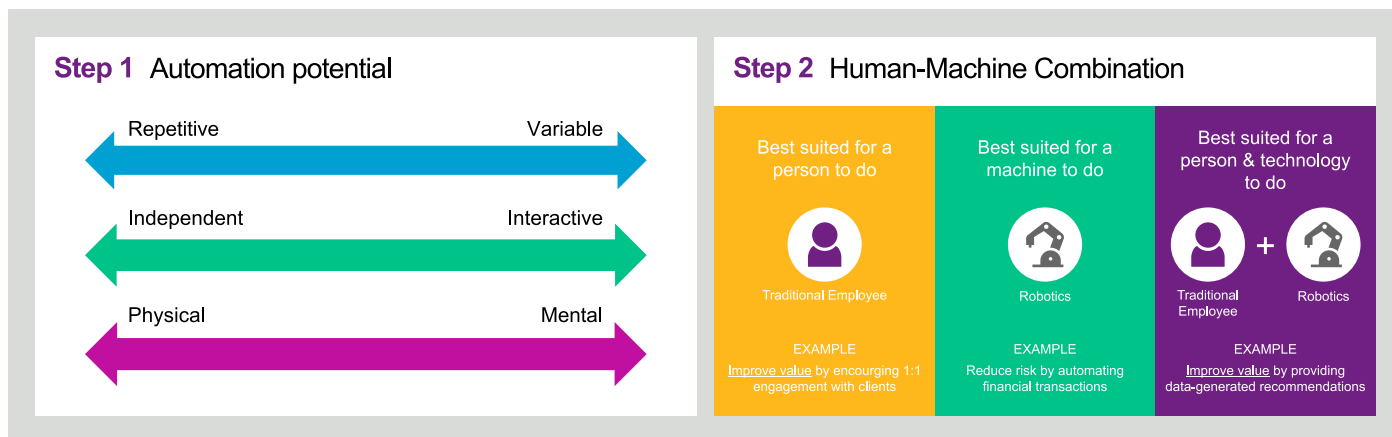 Step 1 Automation potential
Repetitive Variable
Independent Interactive
Physical Mental
Step 2 Human-Machine Combination
Best suited for a
person to do
Traditional Employee
EXAMPLE
Improve value by encourging 1:1
engagement with clients
Best suited for a
machine to do
Robotics
EXAMPLE
Reduce risk by automating
financial transactions
Best suited for a
person & technology
to do
Traditional
Employee
+
Robotics
EXAMPLE
Improve value by providing
data-generated recommendations